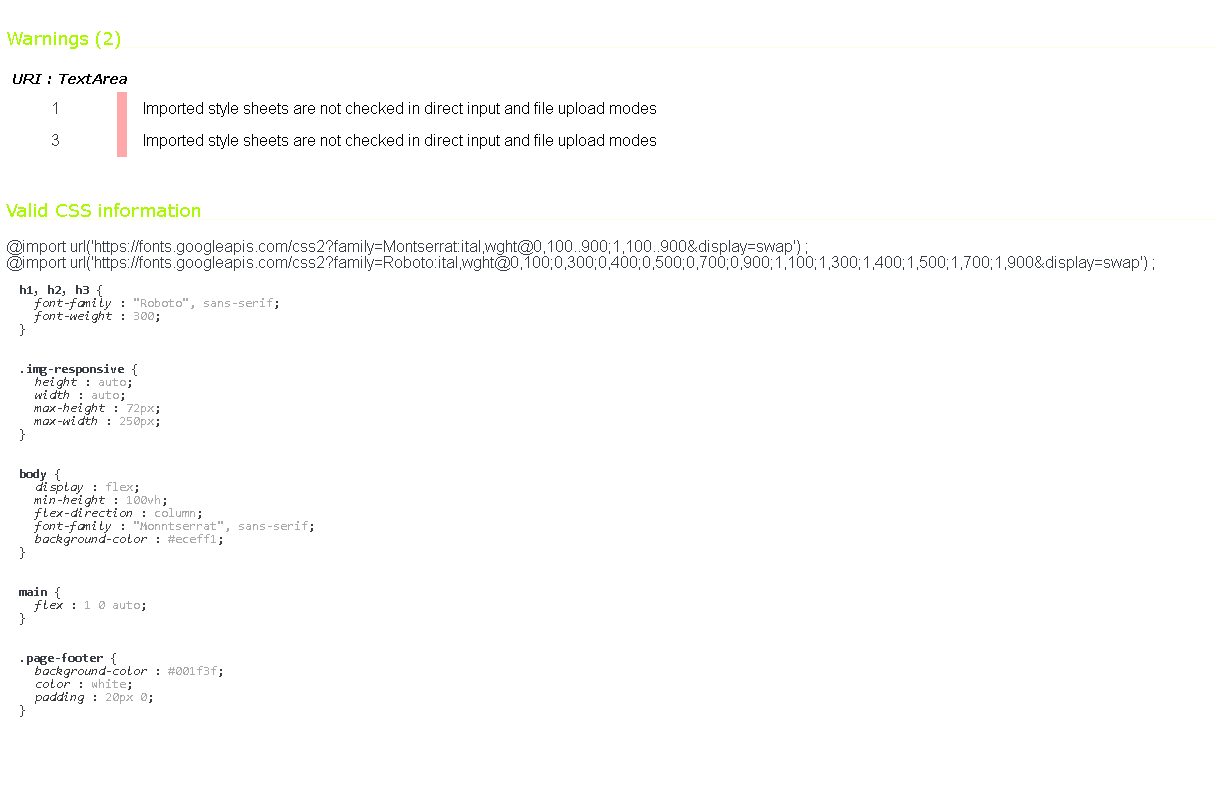 Warnings (2)
URI : TextArea
1 Imported style sheets are not checked in direct input and file upload modes
3 Imported style sheets are not checked in direct input and file upload modes
Valid CSS information
@import url('https://fonts.googleapis.com/css2?family=Montserrat:ital,wght@0,100..900;1,100..900&display=swap') ;
@import url('https://fonts.googleapis.com/css2?family=Roboto:ital,wght@0,100;0,300;0,400;0,500;0,700;0,900;1,100;1,300;1,400;1,500;1,700;1,900&display=swap') ;
h1, h2, h3 {
font-family : "Roboto", sans-serif;
font-weight : 300;
}
.img-responsive {
height : auto;
width : auto;
max-height : 72px;
max-width : 250px;
}
body {
display : flex;
min-height : 100vh;
flex-direction : column;
font-family : "Monntserrat", sans-serif;
background-color : #eceff1;
}
main {
flex : 1 0 auto;
}
.page-footer {
background-color : #001f3f;
color : white;
padding : 20px 0;
}